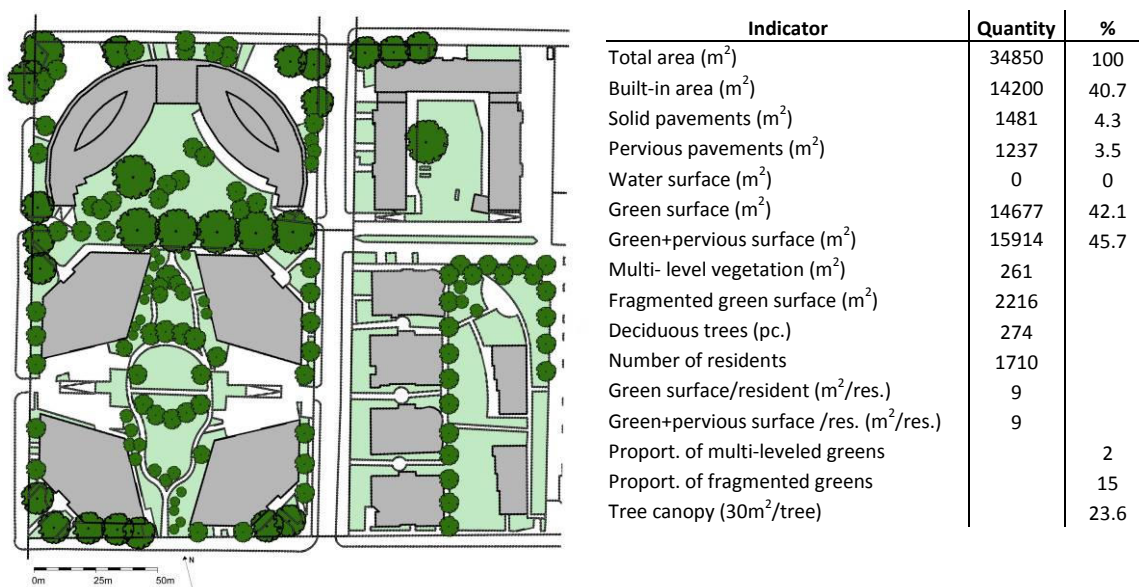 Indicator Quantity %
Total area (m²) 34850 100
Built-in area (m²) 14200 40.7
Solid pavements (m²) 1481 4.3
Pervious pavements (m²) 1237 3.5
Water surface (m²) 0 0
Green surface (m²) 14677 42.1
Green+pervious surface (m²) 15914 45.7
Multi- level vegetation (m²) 261
Fragmented green surface (m²) 2216
Deciduous trees (pc.) 274
Number of residents 1710
Green surface/resident (m²/res.) 9
Green+pervious surface /res. (m²/res.) 9
Proport. of multi-leveled greens 2
Proport. of fragmented greens 15
Tree canopy (30m²/tree) 23.6
N
0m 25m 50m